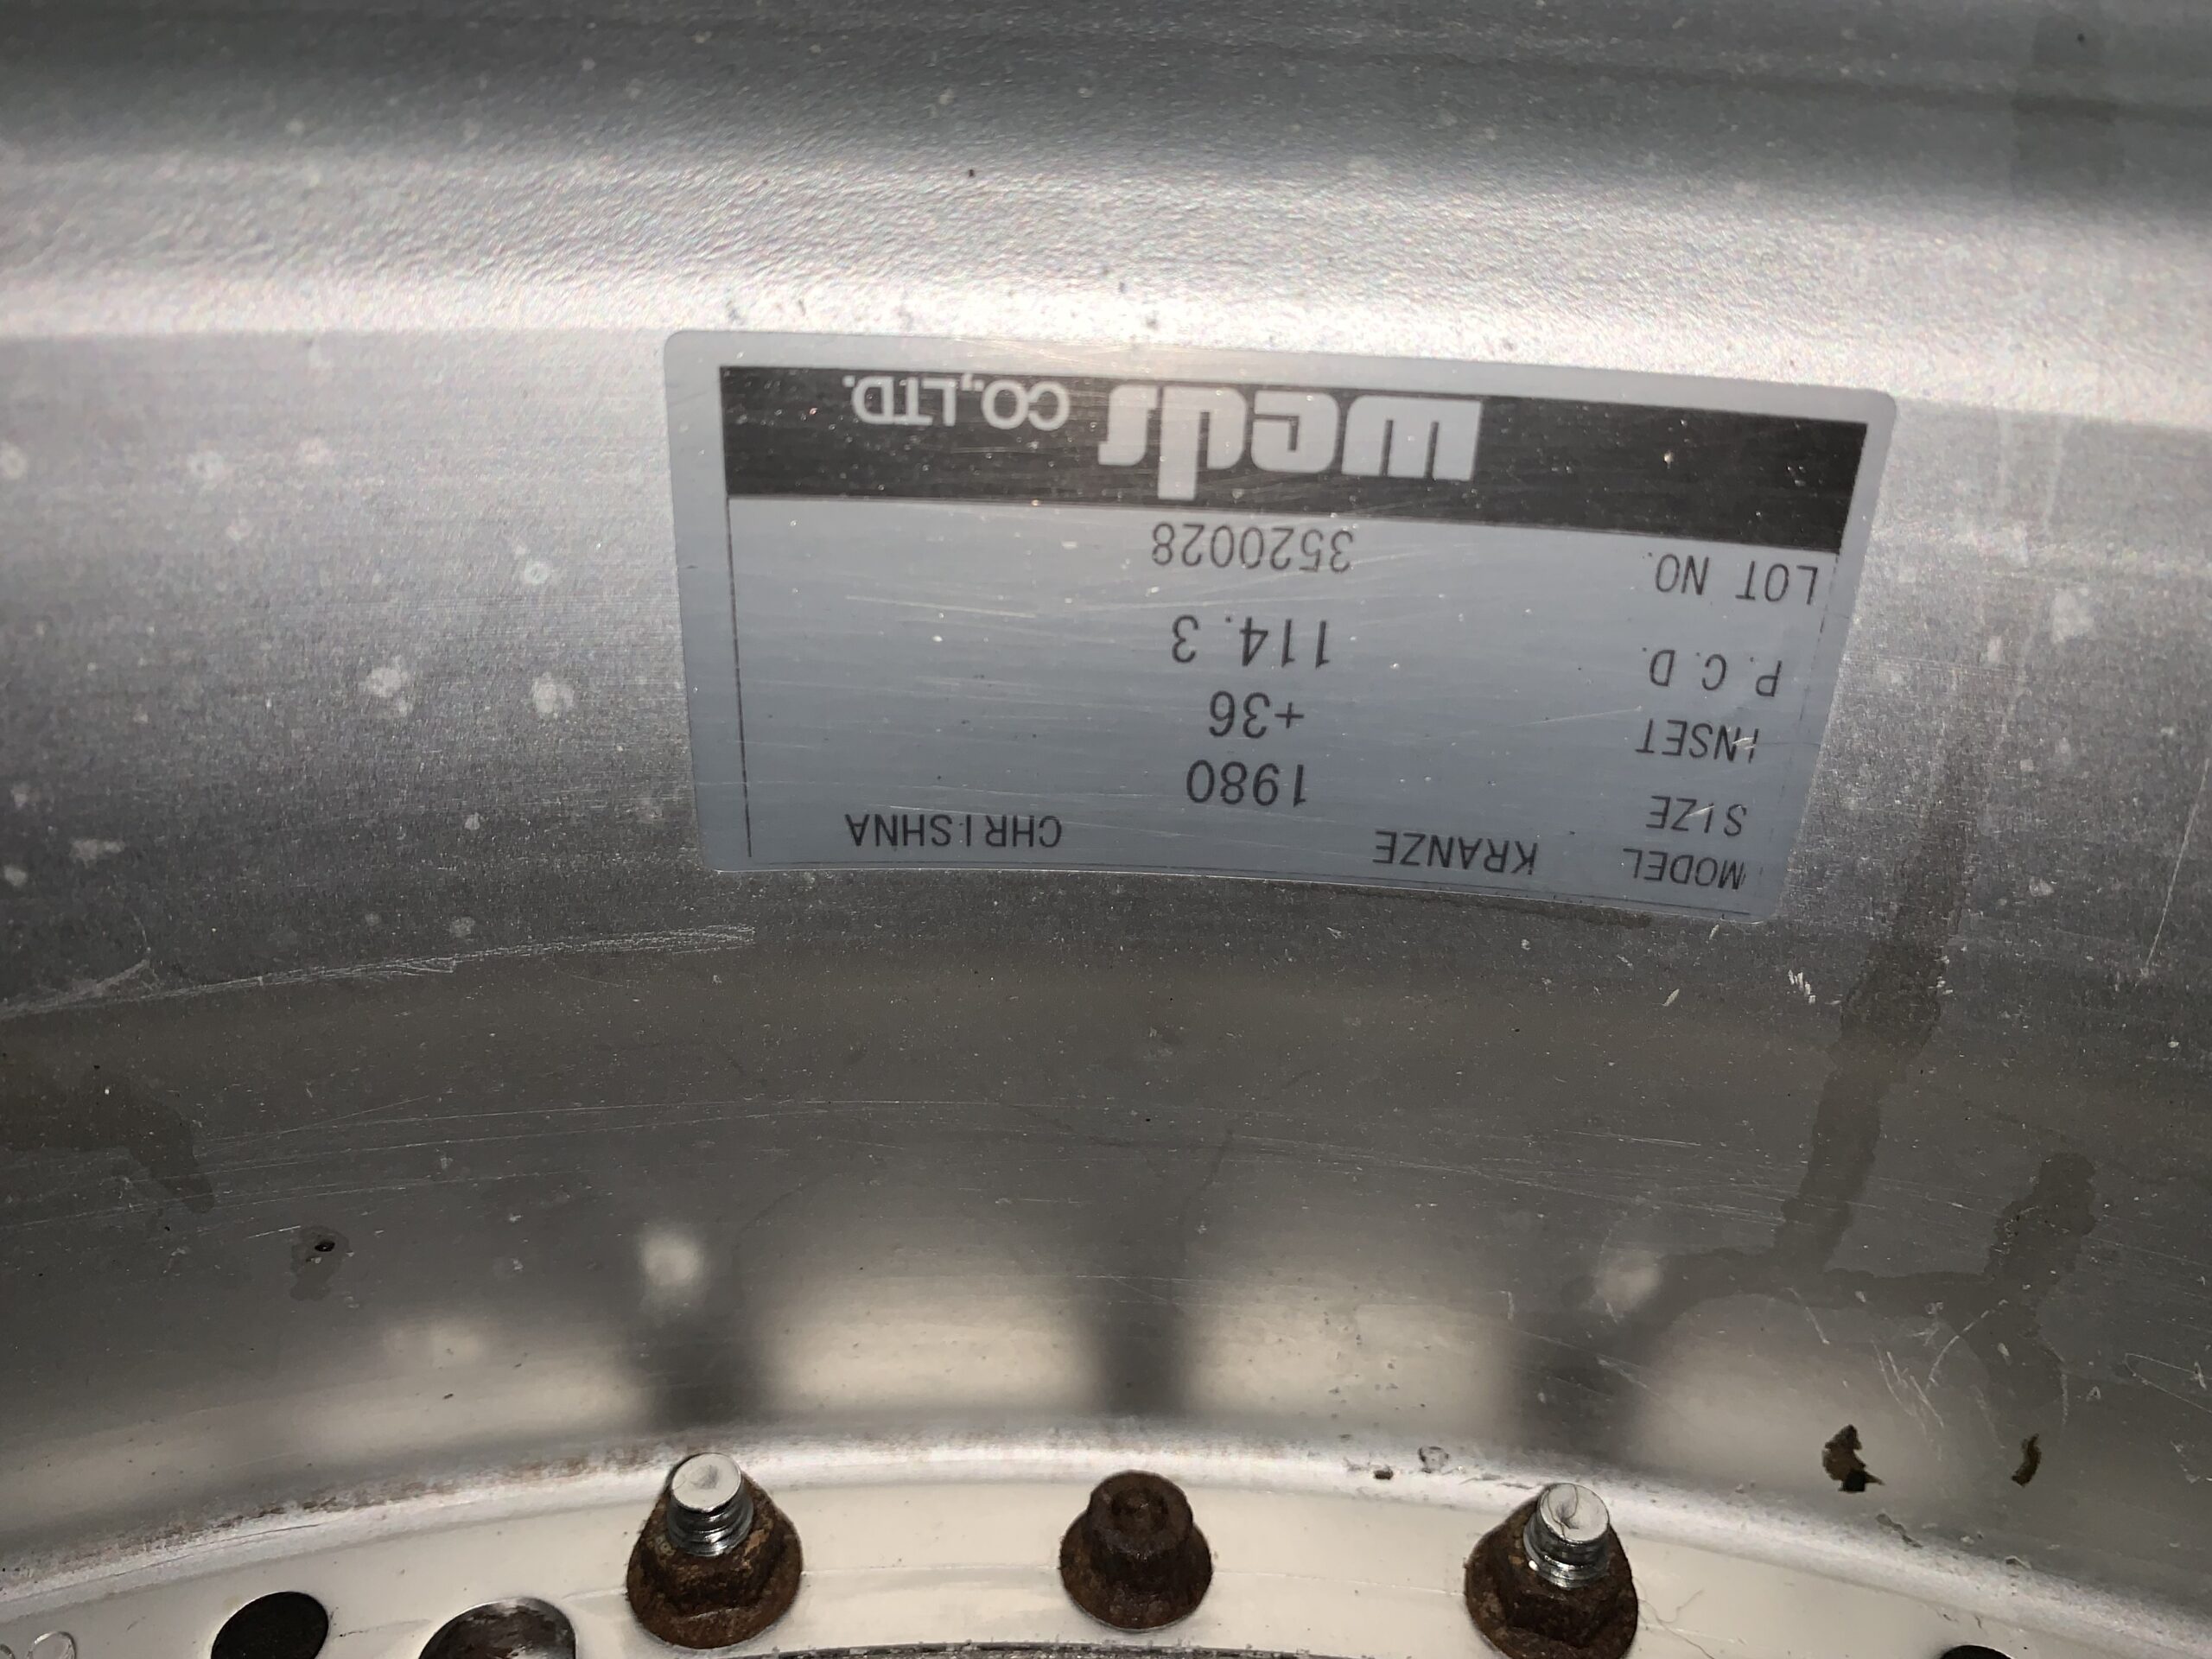 MODEL KRANZE CHRISHNA
SIZE 1980
INSET +36
P.C.D. 114.3
LOT NO. 3520028
weds CO.,LTD.